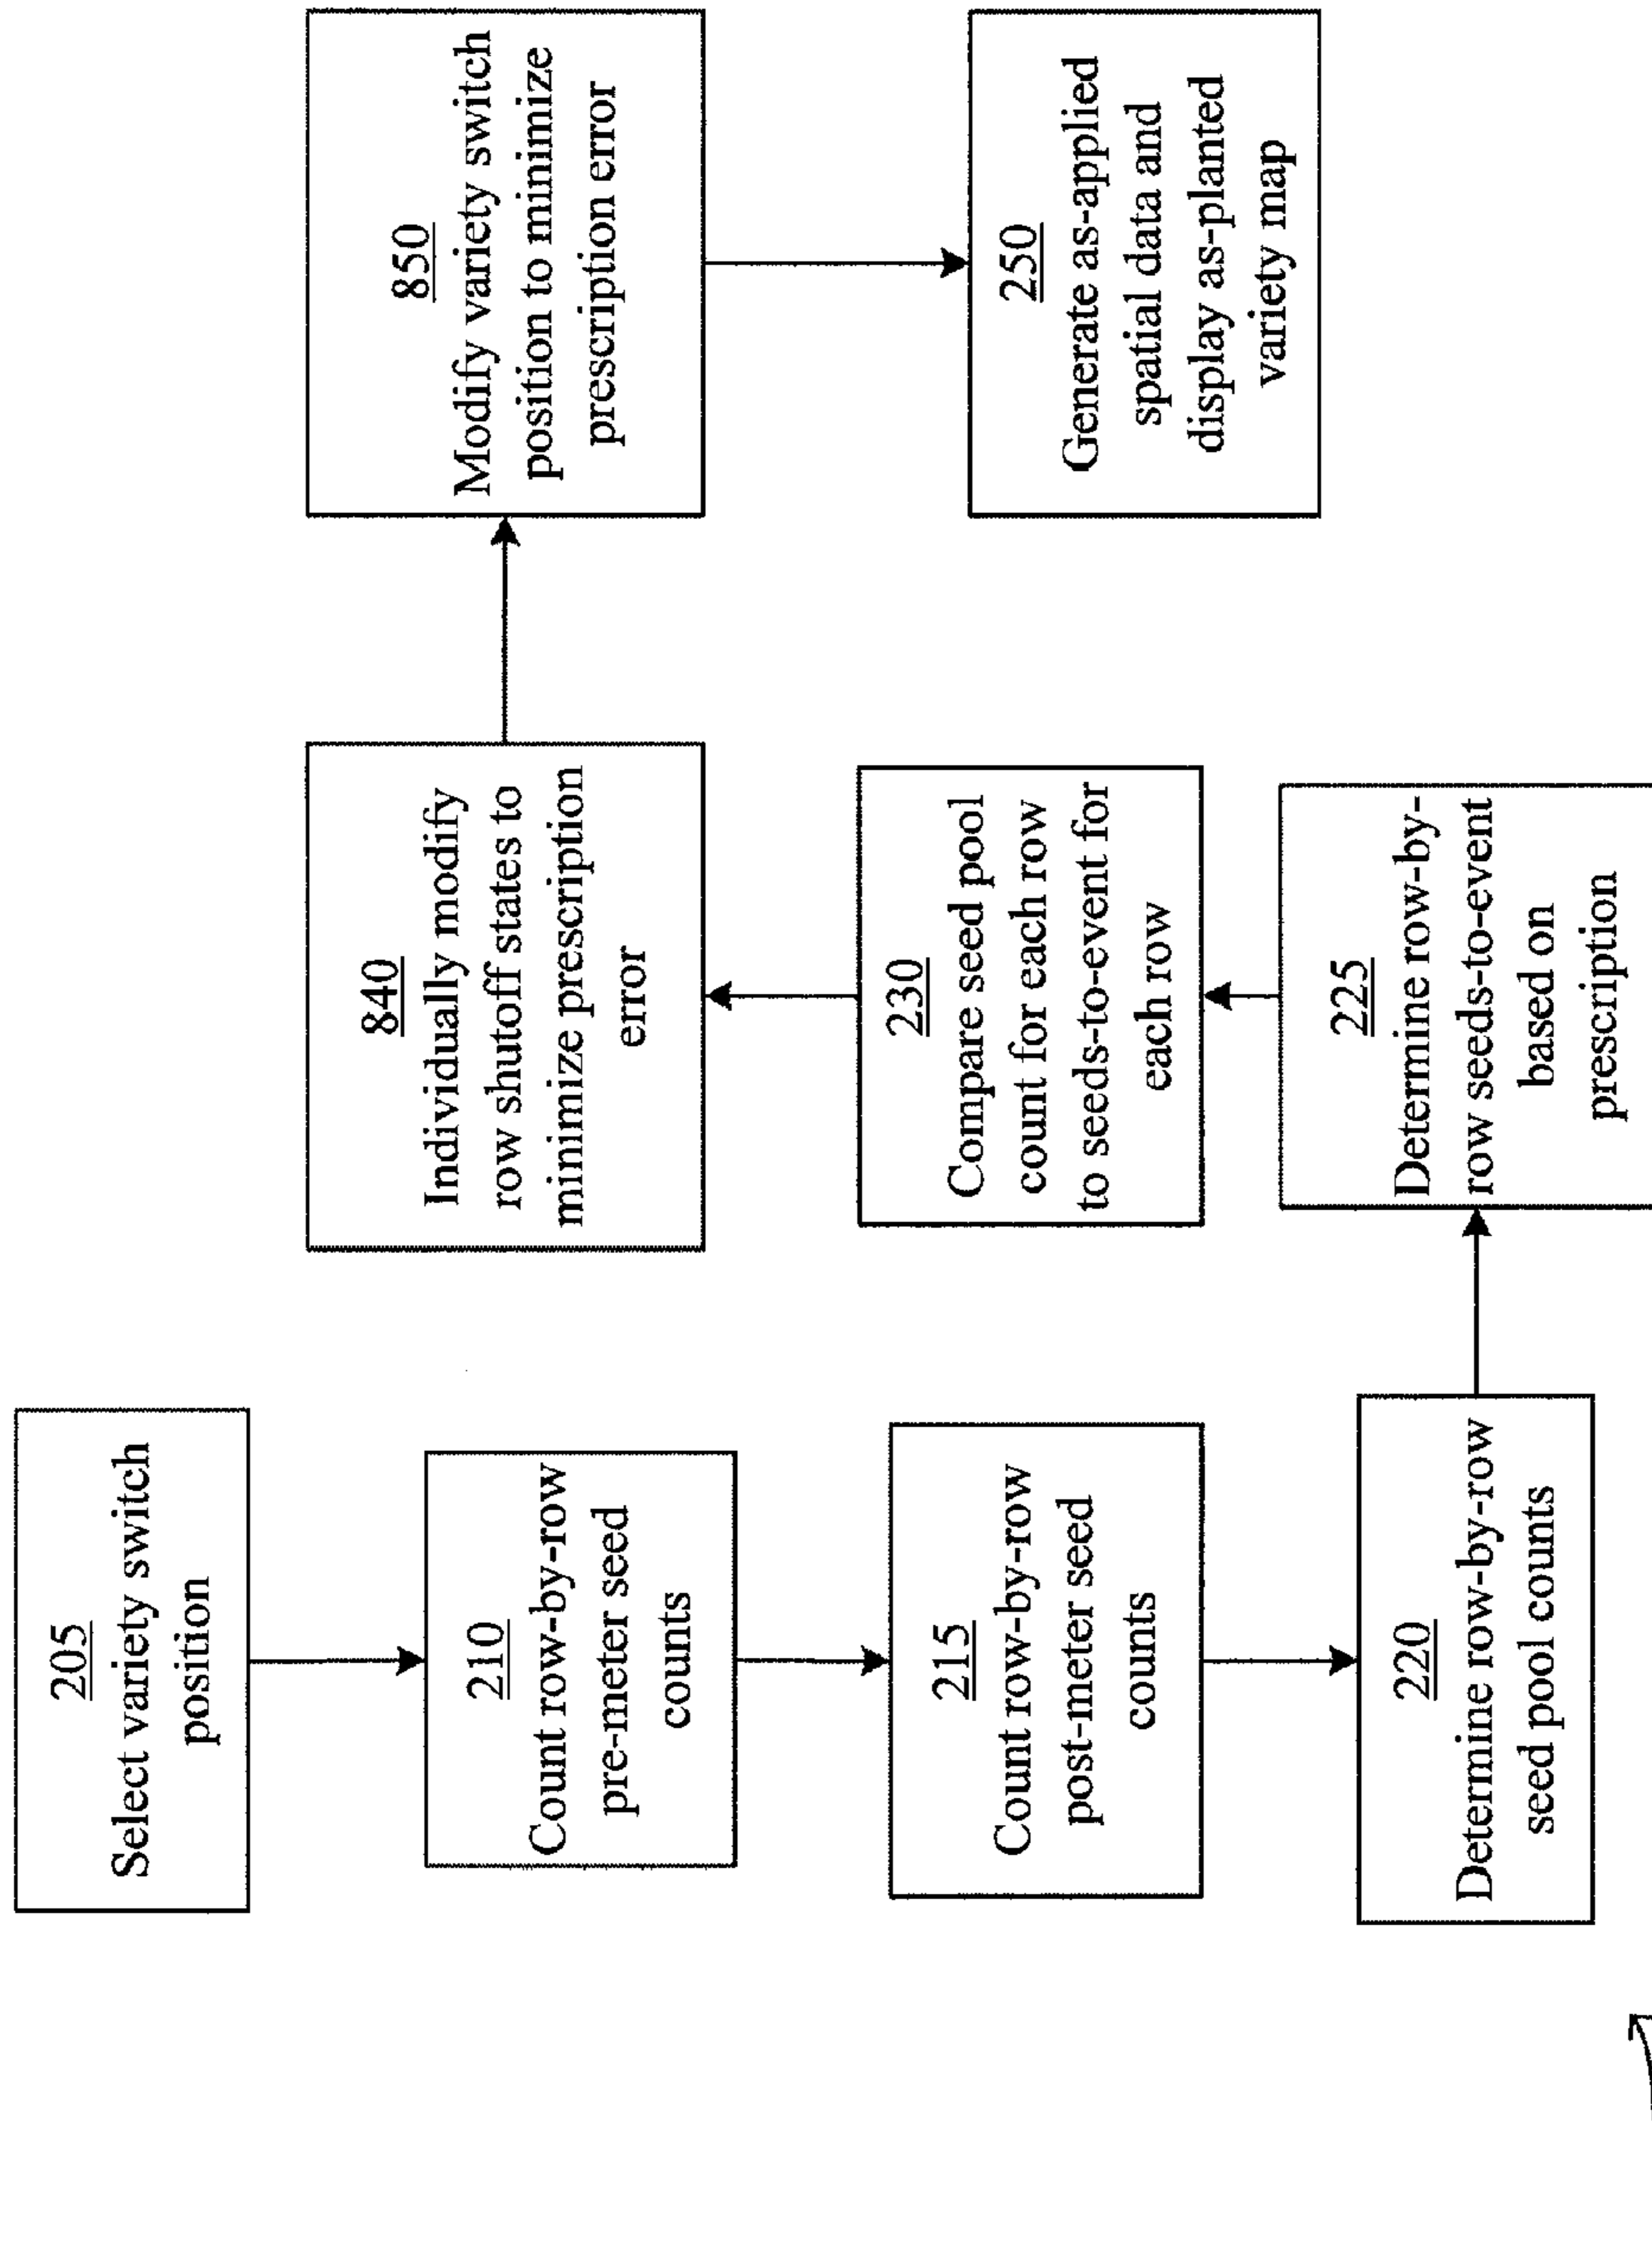 205
Select variety switch
position
210
Count row-by-row
pre-meter seed
counts
215
Count row-by-row
post-meter seed
counts
220
Determine row-by-row
seed pool counts
225
Determine row-by-
row seeds-to-event
based on
prescription
230
Compare seed pool
count for each row
to seeds-to-event for
each row
840
Individually modify
row shutoff states to
minimize prescription
error
850
Modify variety switch
position to minimize
prescription error
250
Generate as-applied
spatial data and
display as-planted
variety map